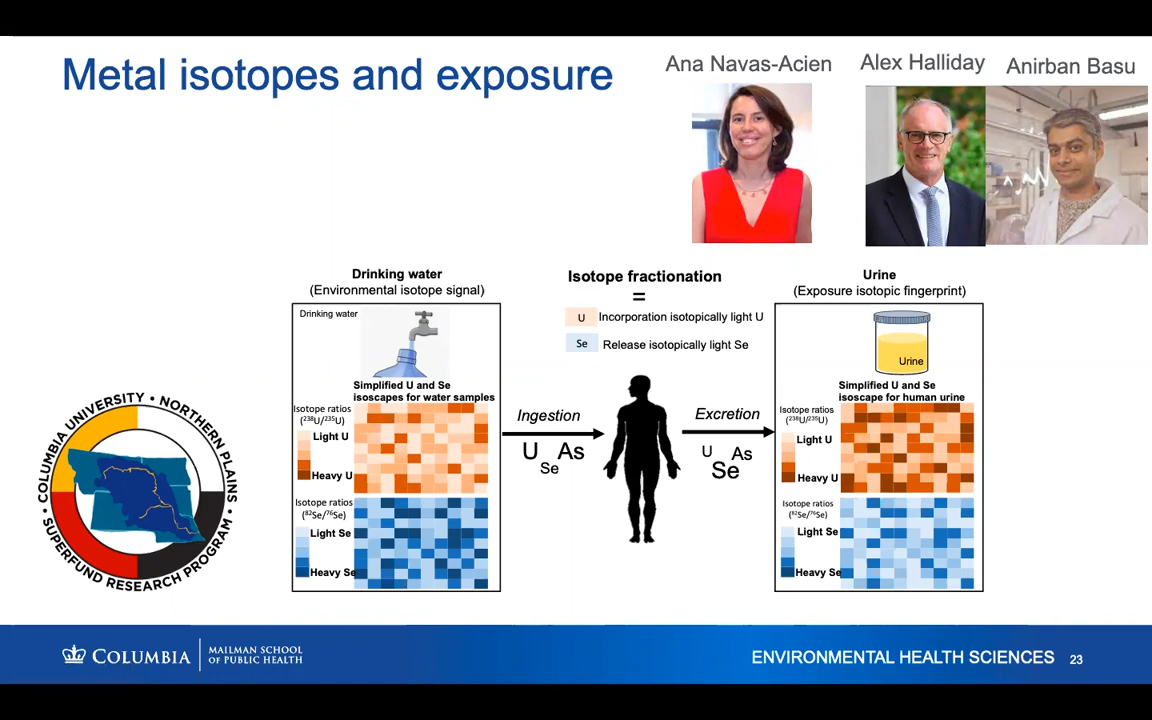 Metal isotopes and exposure
Ana Navas-Acien
Alex Halliday
Anirban Basu
Drinking water
(Environmental isotope signal)
Drinking water
Simplified U and Se
isoscapes for water samples
Isotope ratios
(²³⁸U/²³⁵U)
Light U
Heavy U
Isotope ratios
(⁸²Se/⁷⁶Se)
Light Se
Heavy Se
Isotope fractionation
=
U Incorporation isotopically light U
Se Release isotopically light Se
Ingestion
U As
Se
Excretion
U As
Se
Urine
(Exposure isotopic fingerprint)
Urine
Simplified U and Se
isoscape for human urine
Isotope ratios
(²³⁸U/²³⁵U)
Light U
Heavy U
Isotope ratios
(⁸²Se/⁷⁶Se)
Light Se
Heavy Se
COLUMBIA UNIVERSITY • NORTHERN PLAINS
• SUPERFUND RESEARCH PROGRAM •
COLUMBIA
MAILMAN SCHOOL
OF PUBLIC HEALTH
ENVIRONMENTAL HEALTH SCIENCES 23